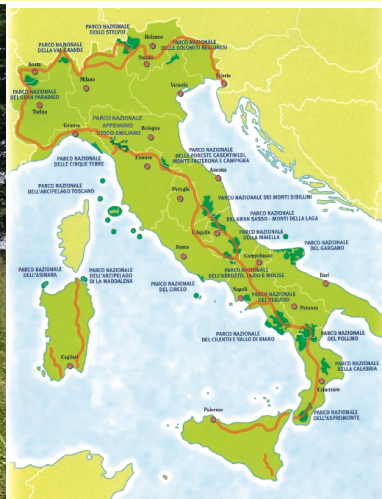 PARCO NAZIONALE
DELLO STELVIO
Bolzano
PARCO NAZIONALE
DELLE DOLOMITI BELLUNESI
PARCO NAZIONALE
DELLA VAL GRANDE
Trento
Aosta
Milano
Trieste
Venezia
PARCO NAZIONALE
DEL GRAN PARADISO
Torino
PARCO NAZIONALE
APPENNINO
TOSCO-EMILIANO
Genova
Bologna
PARCO NAZIONALE
DELLE CINQUE TERRE
Firenze
PARCO NAZIONALE
DELLE FORESTE CASENTINESI,
MONTE FALTERONA E CAMPIGNA
Ancona
PARCO NAZIONALE
DELL'ARCIPELAGO TOSCANO
Perugia
PARCO NAZIONALE DEI MONTI SIBILLINI
PARCO NAZIONALE
DEL GRAN SASSO - MONTI DELLA LAGA
L'Aquila
PARCO NAZIONALE
DELLA MAIELLA
Roma
PARCO NAZIONALE
DEL GARGANO
Campobasso
PARCO NAZIONALE
DELL'ASINARA
PARCO NAZIONALE
DELL'ARCIPELAGO
DI LA MADDALENA
PARCO NAZIONALE
D'ABRUZZO, LAZIO E MOLISE
Bari
PARCO NAZIONALE
DEL CIRCEO
Napoli
PARCO NAZIONALE
DEL VESUVIO
Potenza
PARCO NAZIONALE
DEL CILENTO E VALLO DI DIANO
PARCO NAZIONALE
DEL POLLINO
Cagliari
PARCO NAZIONALE
DELLA CALABRIA
Catanzaro
Palermo
PARCO NAZIONALE
DELL'ASPROMONTE